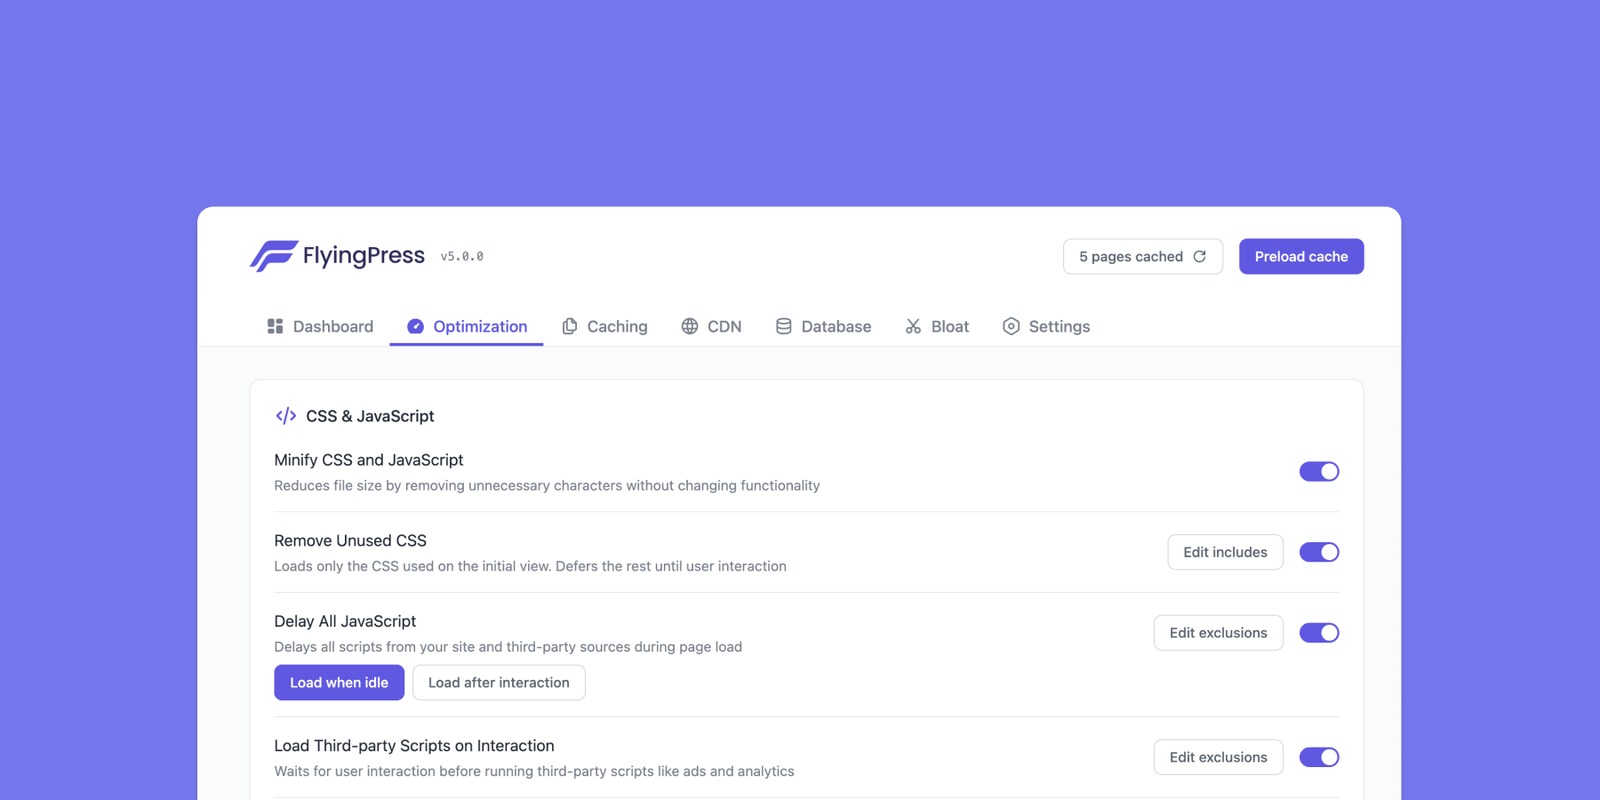 FlyingPress v5.0.0
5 pages cached
Preload cache
Dashboard Optimization Caching CDN Database Bloat Settings
CSS & JavaScript
Minify CSS and JavaScript
Reduces file size by removing unnecessary characters without changing functionality
Remove Unused CSS
Loads only the CSS used on the initial view. Defers the rest until user interaction
Edit includes
Delay All JavaScript
Delays all scripts from your site and third-party sources during page load
Edit exclusions
Load when idle
Load after interaction
Load Third-party Scripts on Interaction
Waits for user interaction before running third-party scripts like ads and analytics
Edit exclusions